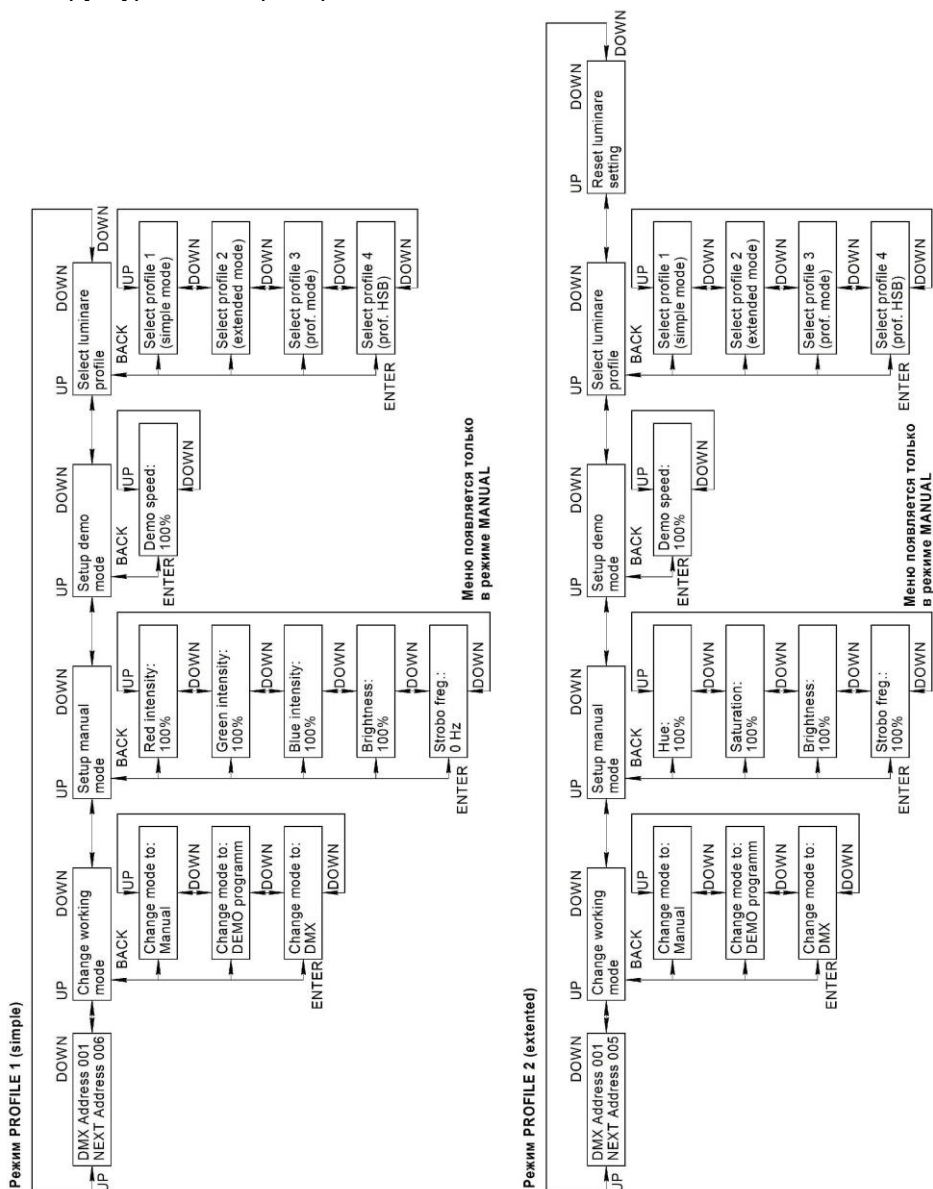 Режим PROFILE 1 (simple)
UP
DOWN
DMX Address 001
NEXT Address 006
UP
DOWN
Change working
mode
BACK
UP
Change mode to:
Manual
DOWN
Change mode to:
DEMO programm
DOWN
Change mode to:
DMX
DOWN
ENTER
UP
DOWN
Setup manual
mode
BACK
UP
Red intensity:
100%
DOWN
Green intensity:
100%
DOWN
Blue intensity:
100%
DOWN
Brightness:
100%
DOWN
Strobo freg.:
0 Hz
DOWN
ENTER
UP
DOWN
Setup demo
mode
BACK
UP
Demo speed:
100%
DOWN
ENTER
Меню появляется только
в режиме MANUAL
UP
DOWN
Select luminare
profile
DOWN
BACK
UP
Select profile 1
(simple mode)
DOWN
Select profile 2
(extended mode)
DOWN
Select profile 3
(prof. mode)
DOWN
Select profile 4
(prof. HSB)
DOWN
ENTER
Режим PROFILE 2 (extented)
UP
DOWN
DMX Address 001
NEXT Address 005
UP
DOWN
Change working
mode
BACK
UP
Change mode to:
Manual
DOWN
Change mode to:
DEMO programm
DOWN
Change mode to:
DMX
DOWN
ENTER
UP
DOWN
Setup manual
mode
BACK
UP
Hue:
100%
DOWN
Saturation:
100%
DOWN
Brightness:
100%
DOWN
Strobo freg.:
100%
DOWN
ENTER
UP
DOWN
Setup demo
mode
BACK
UP
Demo speed:
100%
DOWN
ENTER
Меню появляется только
в режиме MANUAL
UP
DOWN
Select luminare
profile
BACK
UP
Select profile 1
(simple mode)
DOWN
Select profile 2
(extended mode)
DOWN
Select profile 3
(prof. mode)
DOWN
Select profile 4
(prof. HSB)
DOWN
ENTER
UP
DOWN
Reset luminare
setting
DOWN